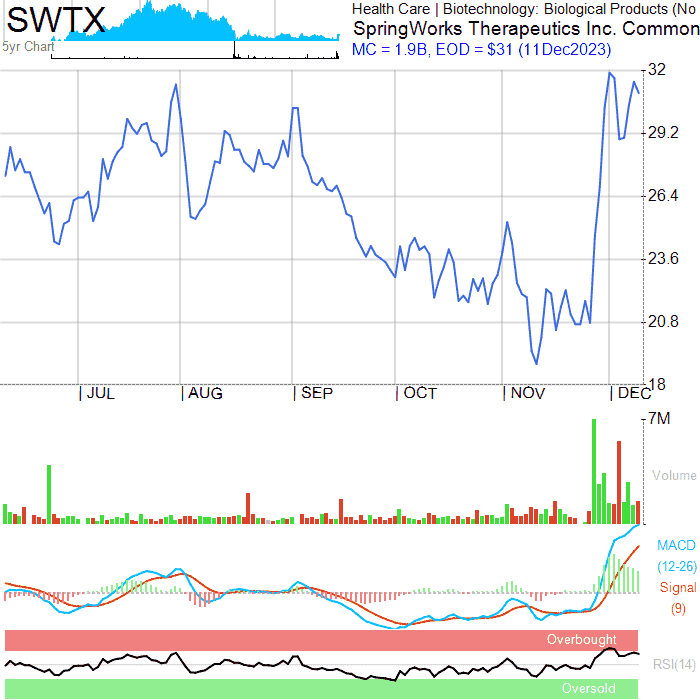 SWTX
Health Care | Biotechnology: Biological Products (No
SpringWorks Therapeutics Inc. Common
5yr Chart
MC = 1.9B, EOD = $31 (11Dec2023)
32
29.2
26.4
23.6
20.8
18
| JUL | AUG | SEP | OCT | NOV | DEC
7M
Volume
MACD
(12-26)
Signal
(9)
Overbought
RSI(14)
Oversold